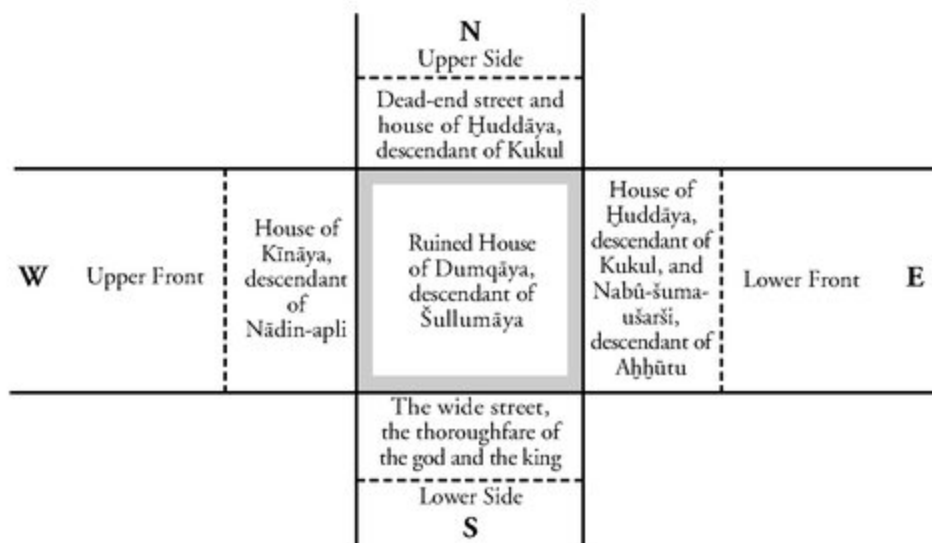 N
Upper Side
Dead-end street and
house of Ḫuddāya,
descendant of Kukul
W
Upper Front
House of
Kīnāya,
descendant
of
Nādin-apli
Ruined House
of Dumqāya,
descendant of
Šullumāya
House of
Ḫuddāya,
descendant of
Kukul, and
Nabû-šuma-
ušarši,
descendant of
Aḫḫūtu
Lower Front
E
The wide street,
the thoroughfare of
the god and the king
Lower Side
S